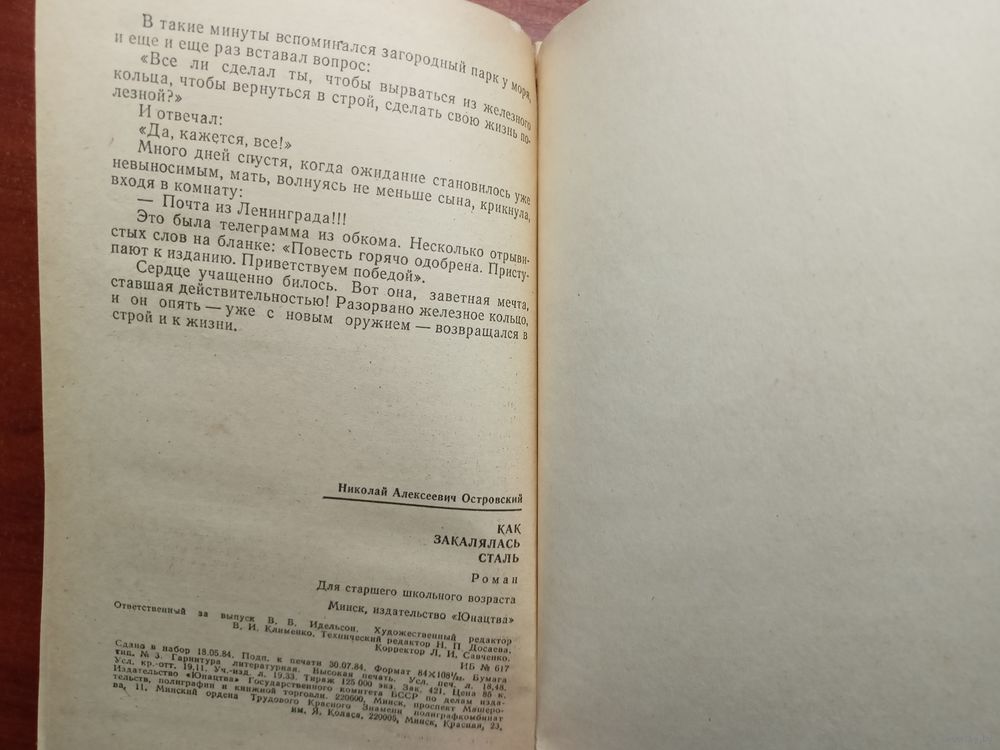 В такие минуты вспоминался загородный парк у моря,
и еще и еще раз вставал вопрос:
«Все ли сделал ты, чтобы вырваться из железного
кольца, чтобы вернуться в строй, сделать свою жизнь по-
лезной?»
И отвечал:
«Да, кажется, все!»
Много дней спустя, когда ожидание становилось уже
невыносимым, мать, волнуясь не меньше сына, крикнула,
входя в комнату:
— Почта из Ленинграда!!!
Это была телеграмма из обкома. Несколько отрыви-
стых слов на бланке: «Повесть горячо одобрена. Присту-
пают к изданию. Приветствуем победой».
Сердце учащенно билось. Вот она, заветная мечта,
ставшая действительностью! Разорвано железное кольцо,
и он опять — уже с новым оружием — возвращался в
строй и к жизни.
Николай Алексеевич Островский
КАК
ЗАКАЛЯЛАСЬ
СТАЛЬ
Роман
Для старшего школьного возраста
Минск, издательство «Юнацтва»
Ответственный за выпуск В. В. Идельсон. Художественный редактор
В. И. Клименко. Технический редактор Н. П. Досаева.
Корректор Л. И. Савченко.
ИБ № 617
Сдано в набор 18.05.84. Подп. к печати 30.07.84. Формат 84×108¹/₃₂. Бумага
тип. № 3. Гарнитура литературная. Высокая печать. Усл. печ. л. 18,48.
Усл. кр.-отт. 19,11. Уч.-изд. л. 19,33. Тираж 125 000 экз. Зак. 421. Цена 85 к.
Издательство «Юнацтва» Государственного комитета БССР по делам изда-
тельств, полиграфии и книжной торговли. 220600, Минск, проспект Машеро-
ва, 11. Минский ордена Трудового Красного Знамени полиграфкомбинат
им. Я. Коласа. 220005, Минск, Красная, 23.